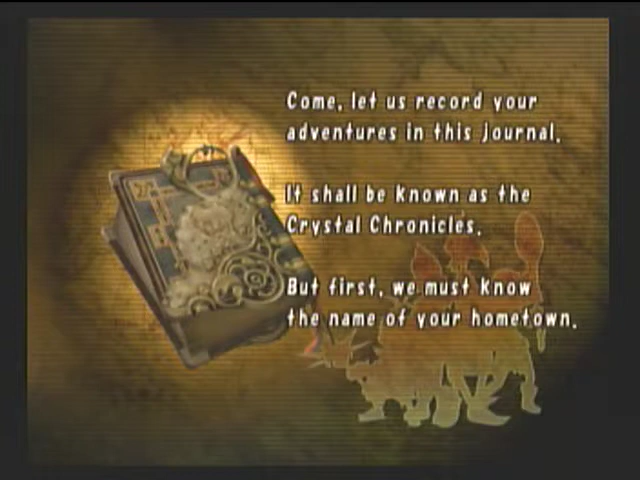 Come, let us record your
adventures in this journal.
It shall be known as the
Crystal Chronicles.
But first, we must know
the name of your hometown.